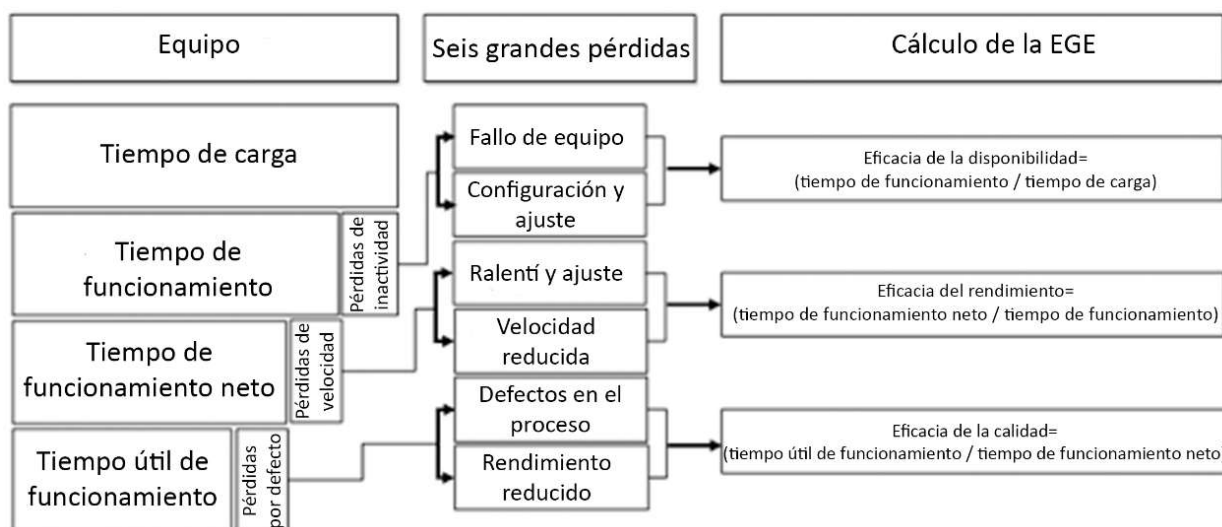 Equipo
Seis grandes pérdidas
Cálculo de la EGE
Tiempo de carga
Tiempo de
funcionamiento
Pérdidas de
inactividad
Tiempo de
funcionamiento neto
Pérdidas de
velocidad
Tiempo útil de
funcionamiento
Pérdidas
por defecto
Fallo de equipo
Configuración y
ajuste
Ralentí y ajuste
Velocidad
reducida
Defectos en el
proceso
Rendimiento
reducido
Eficacia de la disponibilidad=
(tiempo de funcionamiento / tiempo de carga)
Eficacia del rendimiento=
(tiempo de funcionamiento neto / tiempo de funcionamiento)
Eficacia de la calidad=
(tiempo útil de funcionamiento / tiempo de funcionamiento neto)